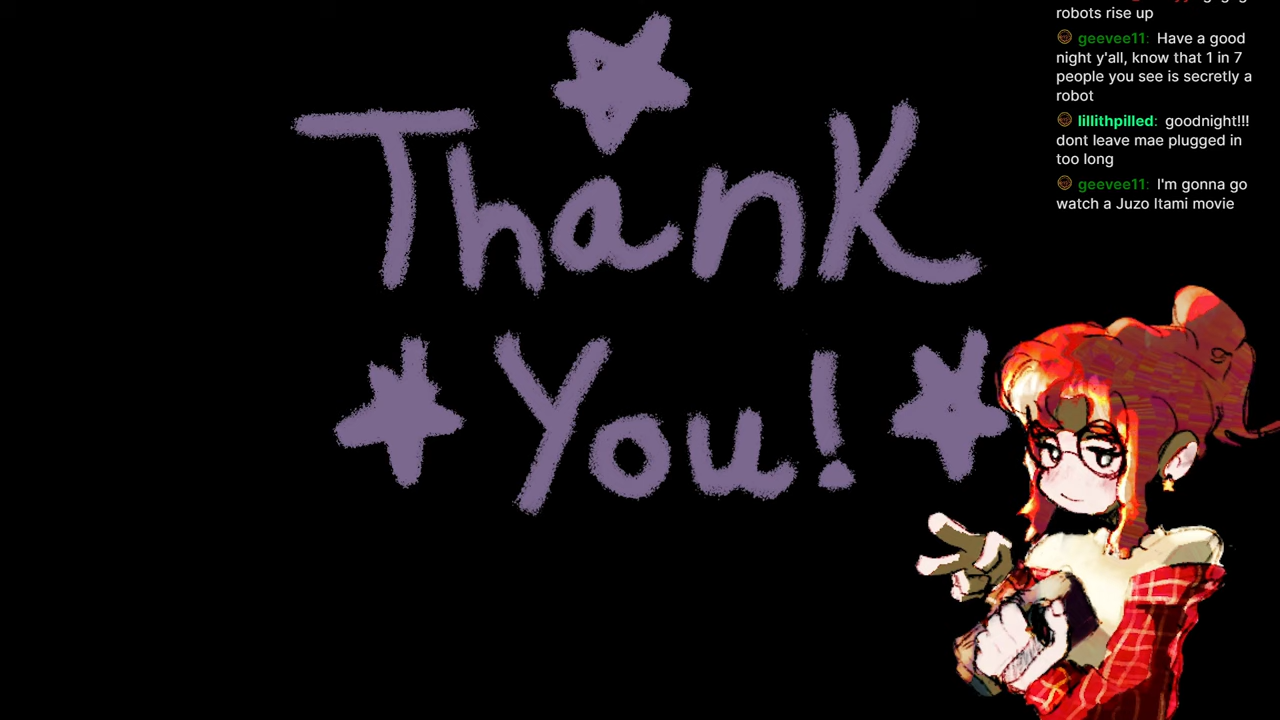 Thank
You!
robots rise up
geevee11: Have a good
night y'all, know that 1 in 7
people you see is secretly a
robot
lillithpilled: goodnight!!!
dont leave mae plugged in
too long
geevee11: I'm gonna go
watch a Juzo Itami movie